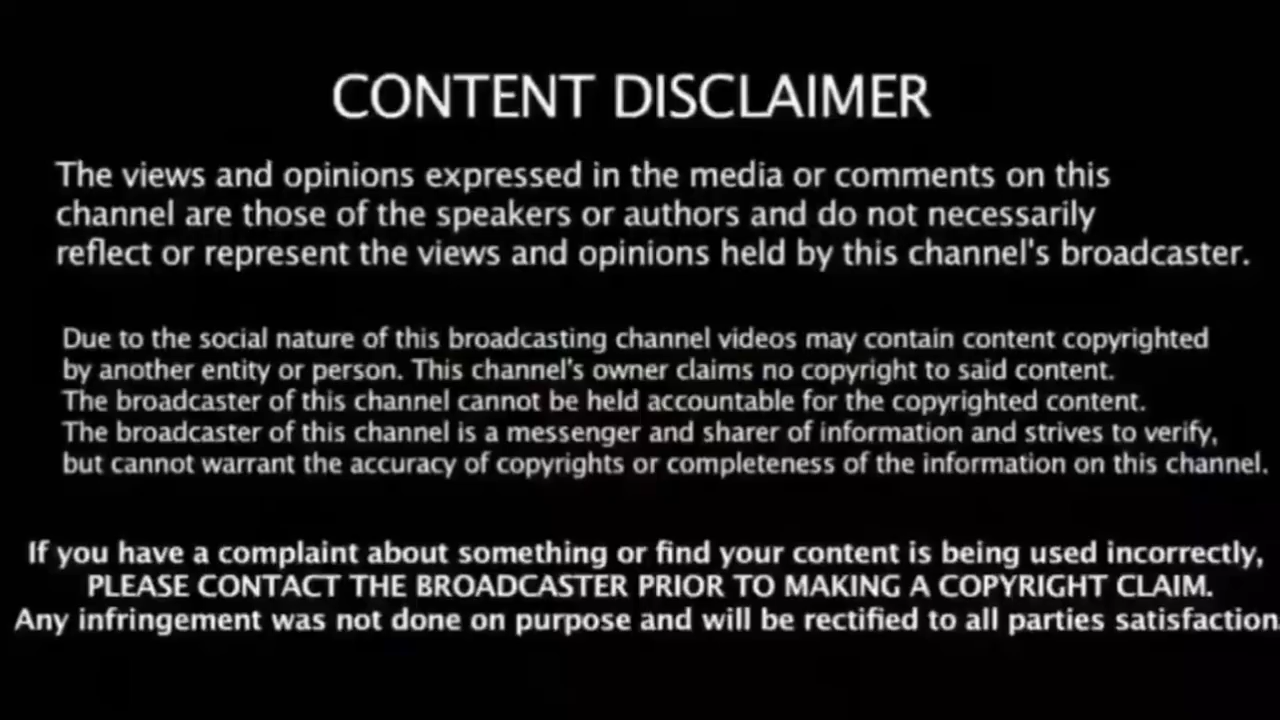 CONTENT DISCLAIMER
The views and opinions expressed in the media or comments on this
channel are those of the speakers or authors and do not necessarily
reflect or represent the views and opinions held by this channel's broadcaster.
Due to the social nature of this broadcasting channel videos may contain content copyrighted
by another entity or person. This channel's owner claims no copyright to said content.
The broadcaster of this channel cannot be held accountable for the copyrighted content.
The broadcaster of this channel is a messenger and sharer of information and strives to verify,
but cannot warrant the accuracy of copyrights or completeness of the information on this channel.
If you have a complaint about something or find your content is being used incorrectly,
PLEASE CONTACT THE BROADCASTER PRIOR TO MAKING A COPYRIGHT CLAIM.
Any infringement was not done on purpose and will be rectified to all parties satisfaction